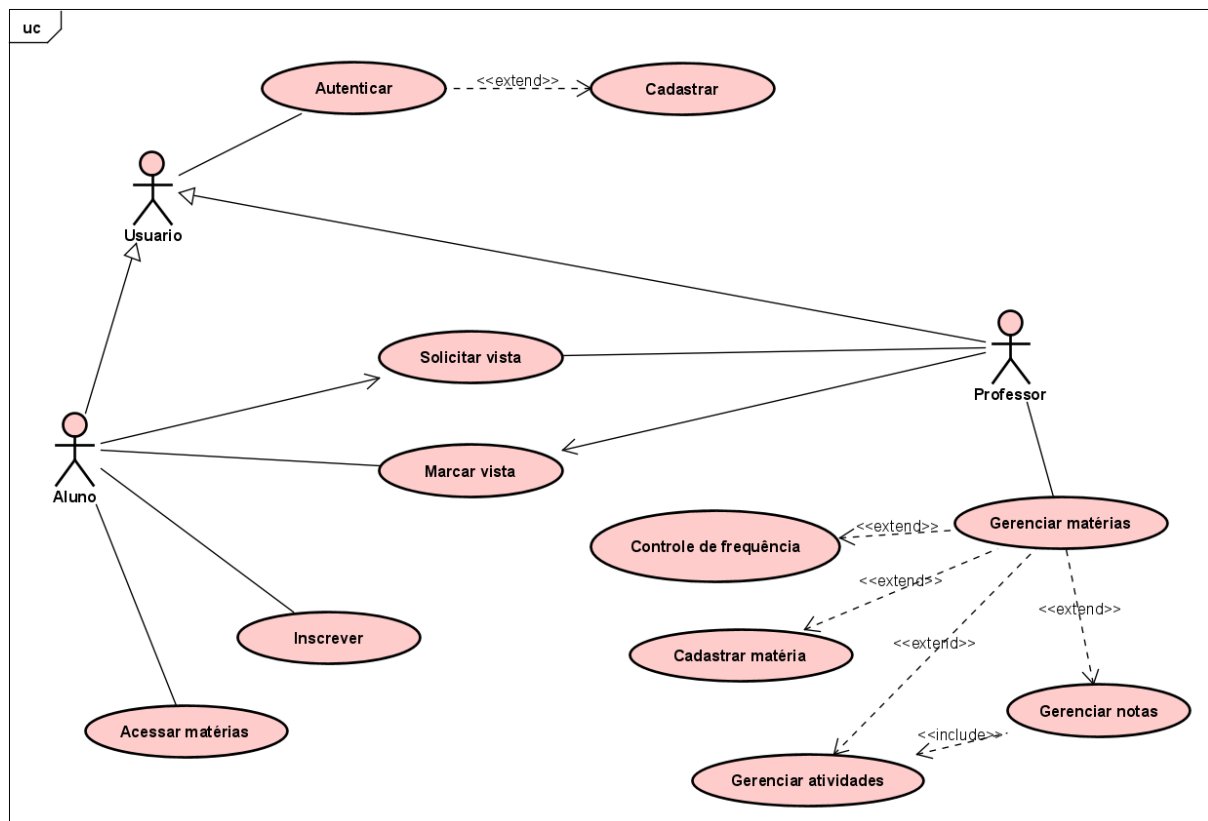 uc
Autenticar
<<extend>>
Cadastrar
Usuario
Solicitar vista
Professor
Marcar vista
Aluno
Gerenciar matérias
<<extend>>
Controle de frequência
<<extend>>
<<extend>>
Inscrever
<<extend>>
Cadastrar matéria
Gerenciar notas
Acessar matérias
<<include>>
Gerenciar atividades